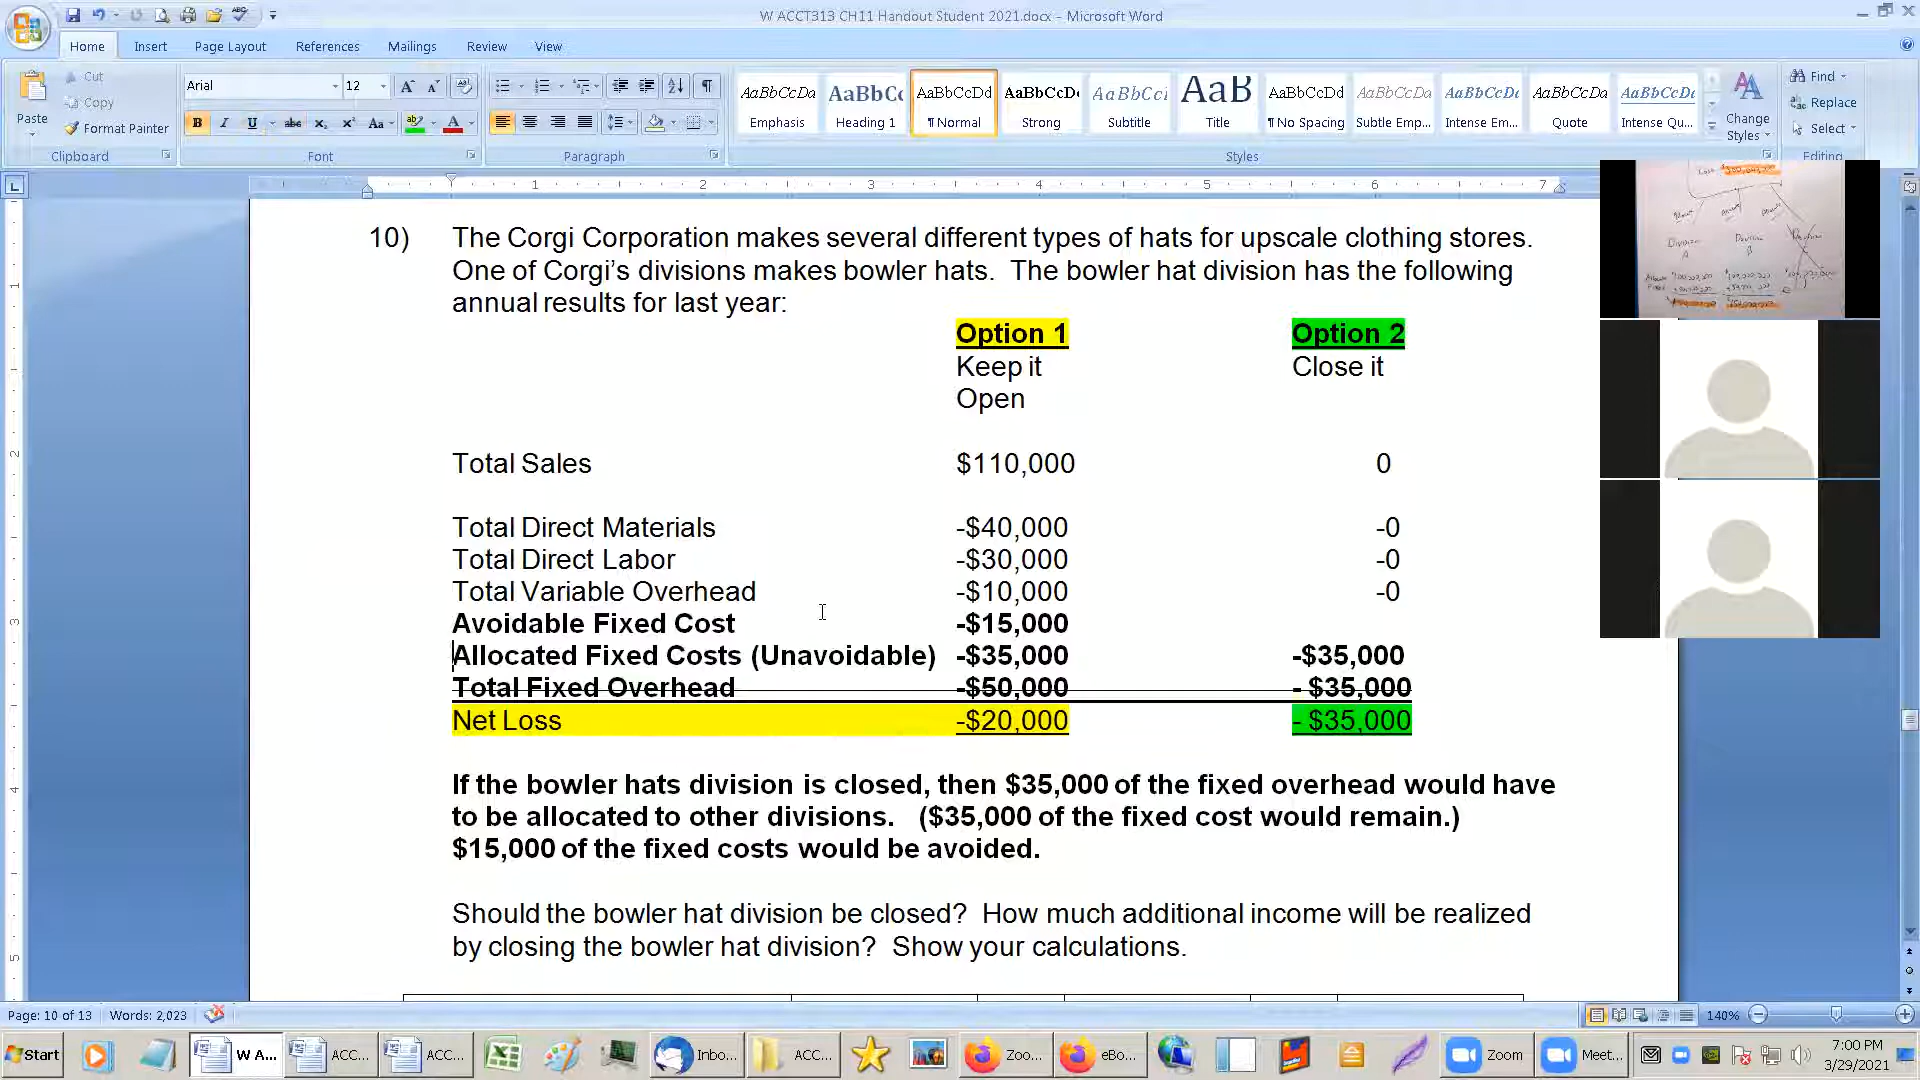 W ACCT313 CH11 Handout Student 2021.docx - Microsoft Word
Home Insert Page Layout References Mailings Review View
Paste
Cut
Copy
Format Painter
Clipboard
Arial 12
Font
Paragraph
AaBbCcDa AaBbCc AaBbCcDd AaBbCcDc AaBbCcI AaB AaBbCcDd AaBbCcDa AaBbCcDa AaBbCcDa AaBbCcDa
Emphasis Heading 1 ¶ Normal Strong Subtitle Title ¶ No Spacing Subtle Emp... Intense Em... Quote Intense Qu...
Change Styles
Styles
Find
Replace
Select
Editing
1 2 3 4 5 6 7
10) The Corgi Corporation makes several different types of hats for upscale clothing stores.
One of Corgi’s divisions makes bowler hats. The bowler hat division has the following
annual results for last year:
Option 1 Option 2
Keep it Close it
Open
Total Sales $110,000 0
Total Direct Materials -$40,000 -0
Total Direct Labor -$30,000 -0
Total Variable Overhead -$10,000 -0
Avoidable Fixed Cost -$15,000
Allocated Fixed Costs (Unavoidable) -$35,000 -$35,000
Total Fixed Overhead -$50,000 - $35,000
Net Loss -$20,000 - $35,000
If the bowler hats division is closed, then $35,000 of the fixed overhead would have
to be allocated to other divisions. ($35,000 of the fixed cost would remain.)
$15,000 of the fixed costs would be avoided.
Should the bowler hat division be closed? How much additional income will be realized
by closing the bowler hat division? Show your calculations.
Page: 10 of 13 Words: 2,023 140%
Start W A... ACC... ACC... Inbo... ACC... Zoo... eBo... Zoom Meet... 7:00 PM
3/29/2021